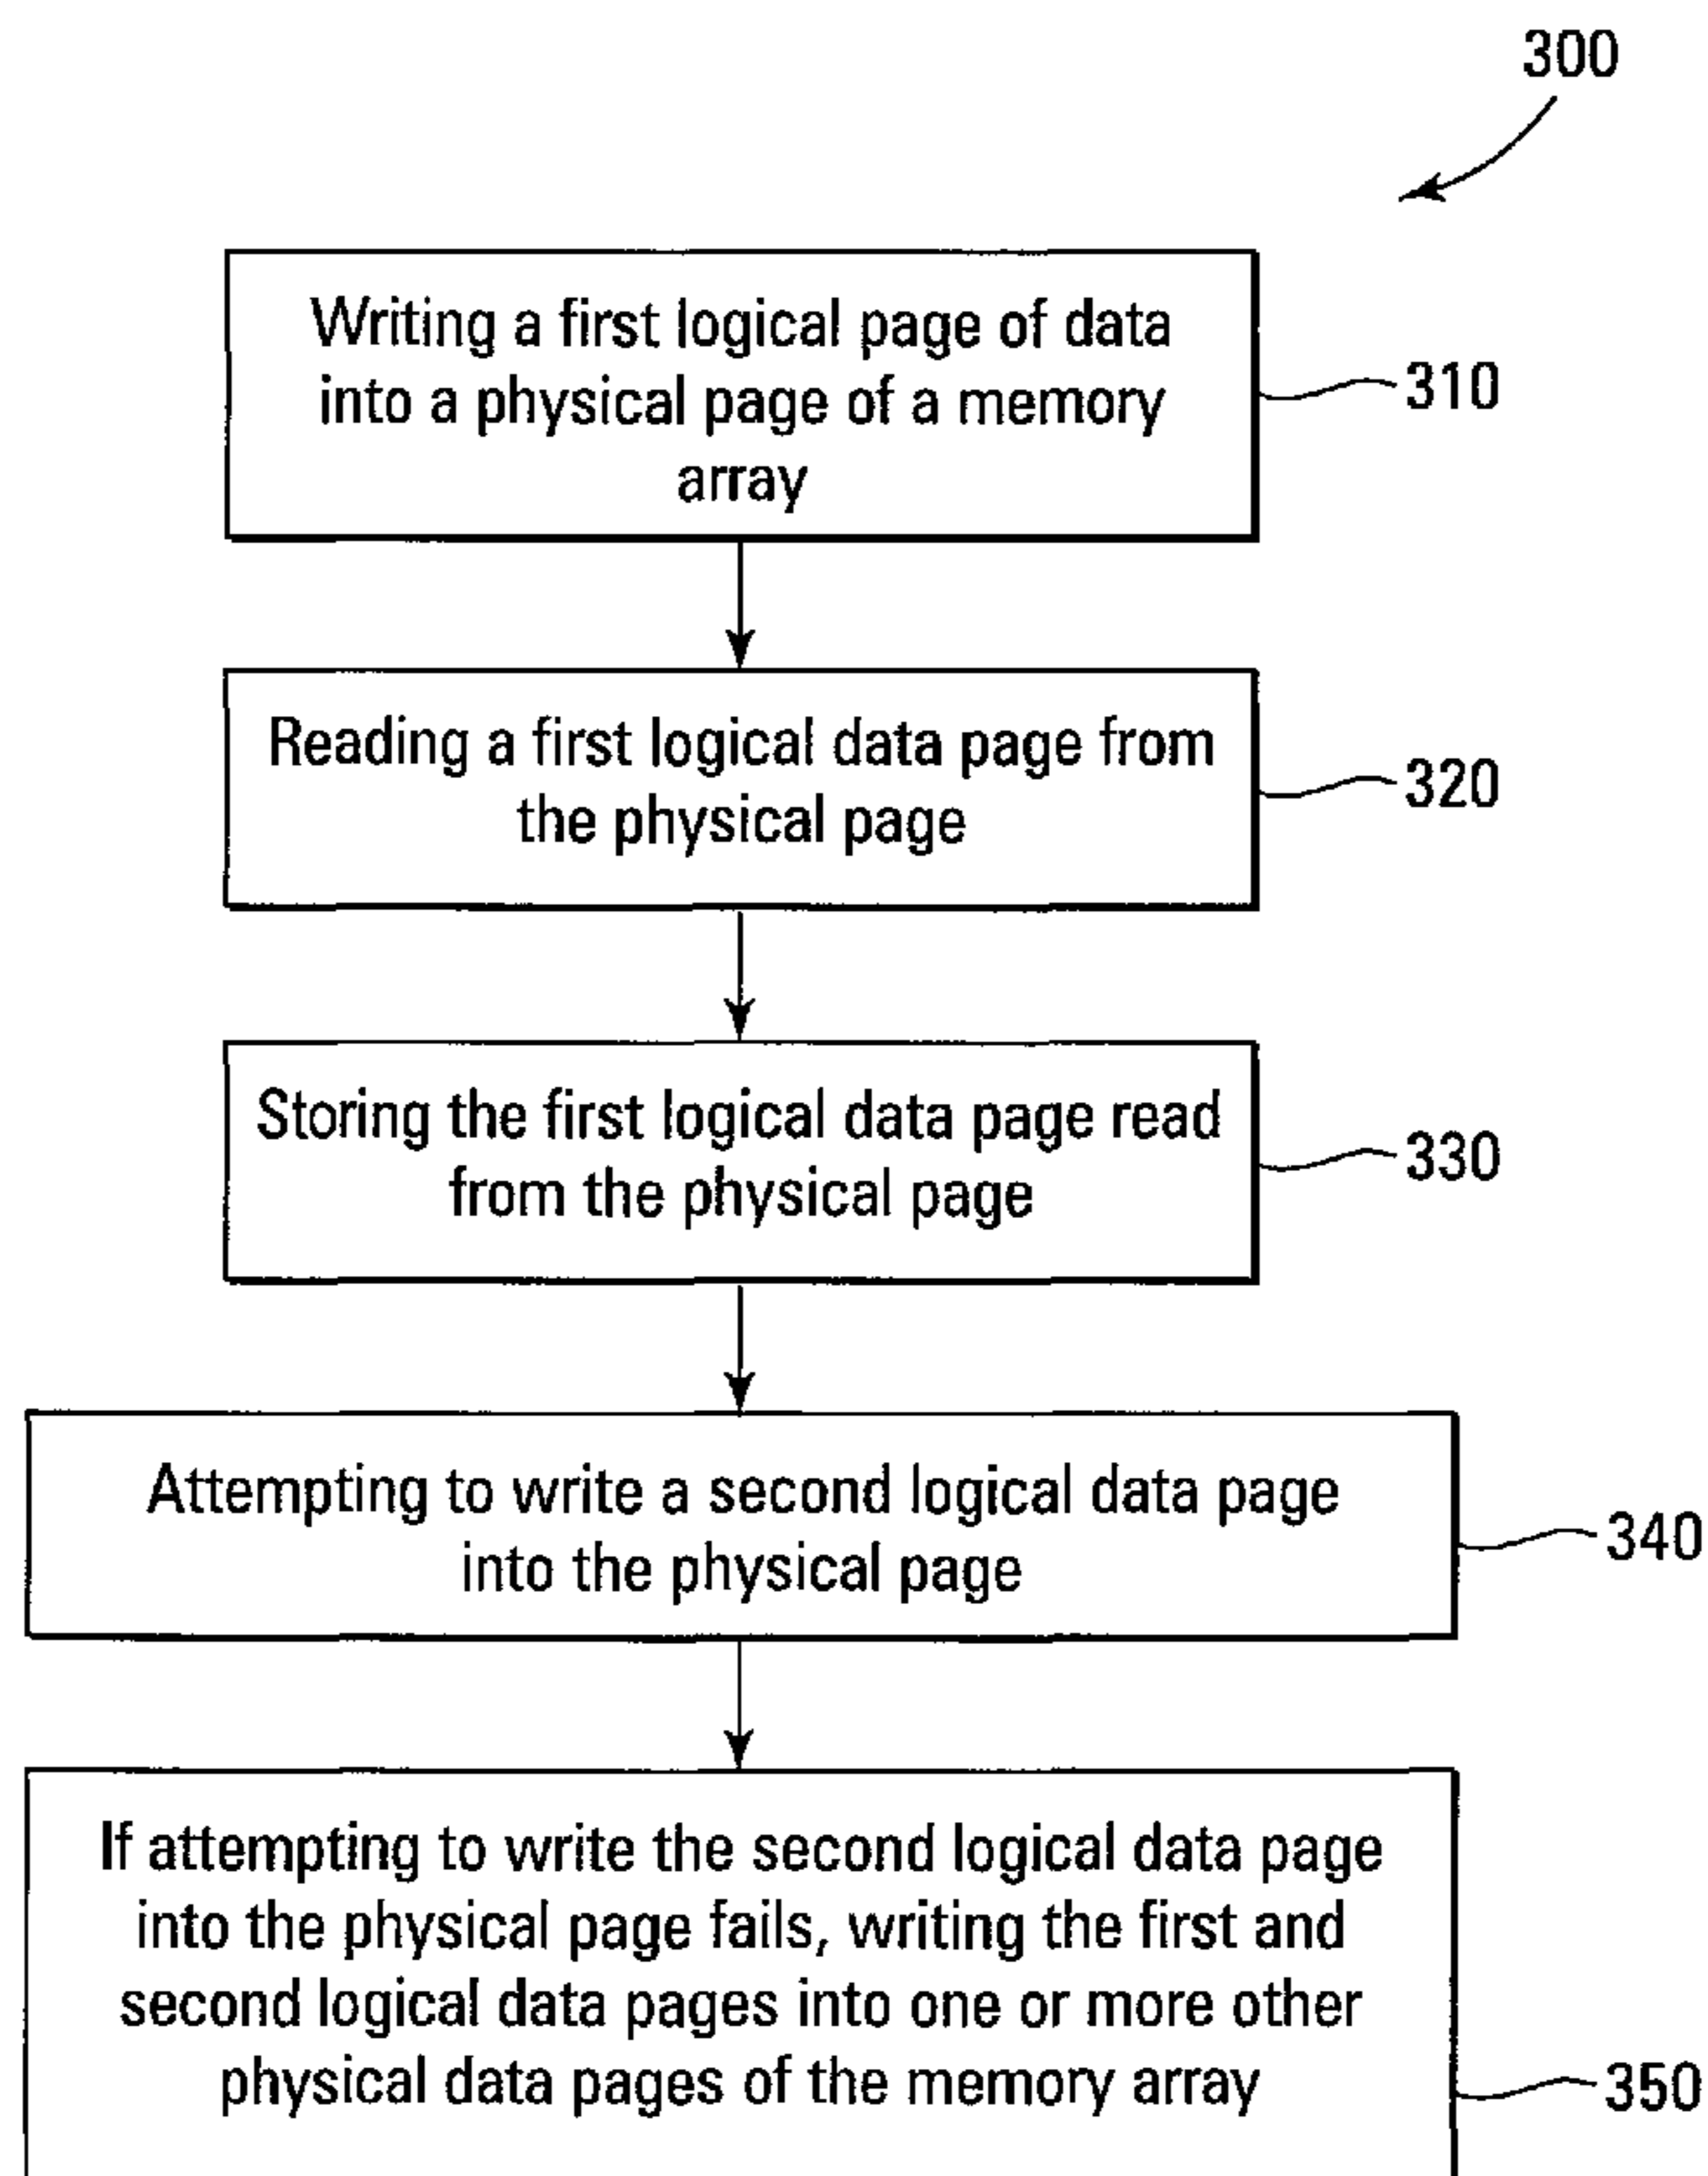 300
Writing a first logical page of data
into a physical page of a memory
array
310
Reading a first logical data page from
the physical page
320
Storing the first logical data page read
from the physical page
330
Attempting to write a second logical data page
into the physical page
340
If attempting to write the second logical data page
into the physical page fails, writing the first and
second logical data pages into one or more other
physical data pages of the memory array
350